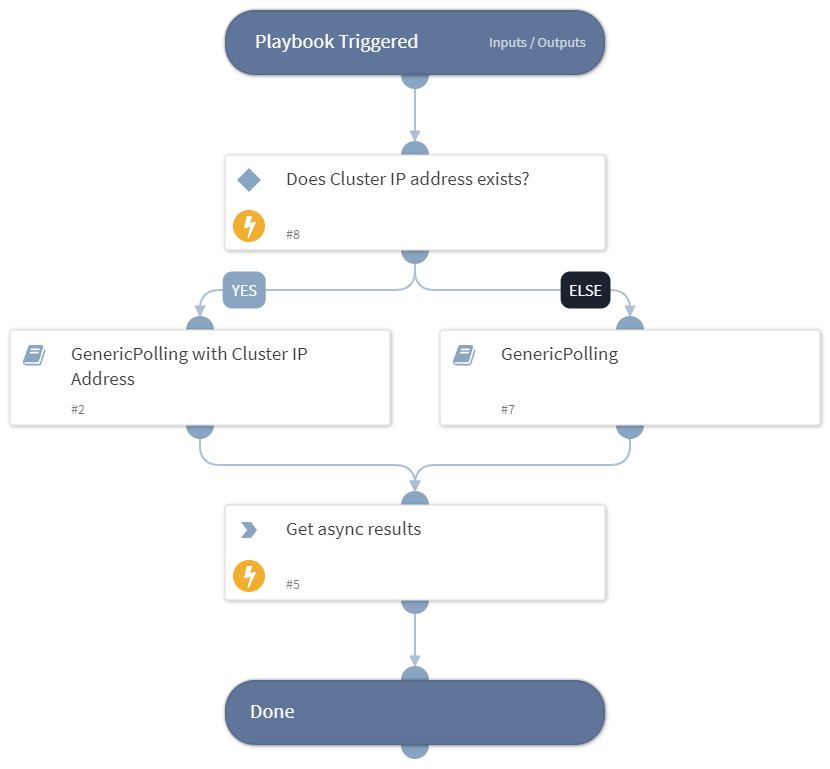 Playbook Triggered
Inputs / Outputs
Does Cluster IP address exists?
#8
YES
ELSE
GenericPolling with Cluster IP
Address
#2
GenericPolling
#7
Get async results
#5
Done